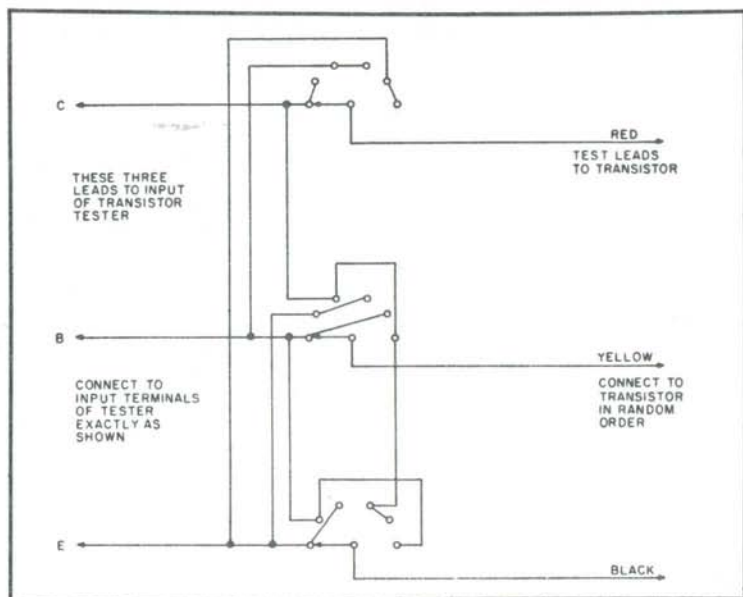 C
RED
TEST LEADS
TO TRANSISTOR
THESE THREE
LEADS TO INPUT
OF TRANSISTOR
TESTER
B
YELLOW
CONNECT TO
TRANSISTOR
IN RANDOM
ORDER
CONNECT TO
INPUT TERMINALS
OF TESTER
EXACTLY AS
SHOWN
E
BLACK